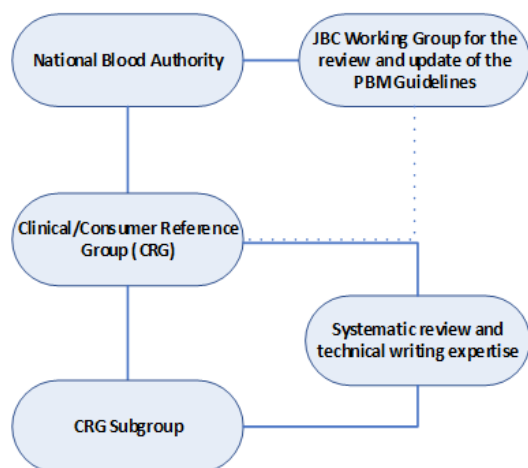 National Blood Authority
JBC Working Group for the
review and update of the
PBM Guidelines
Clinical/Consumer Reference
Group (CRG)
Systematic review and
technical writing expertise
CRG Subgroup